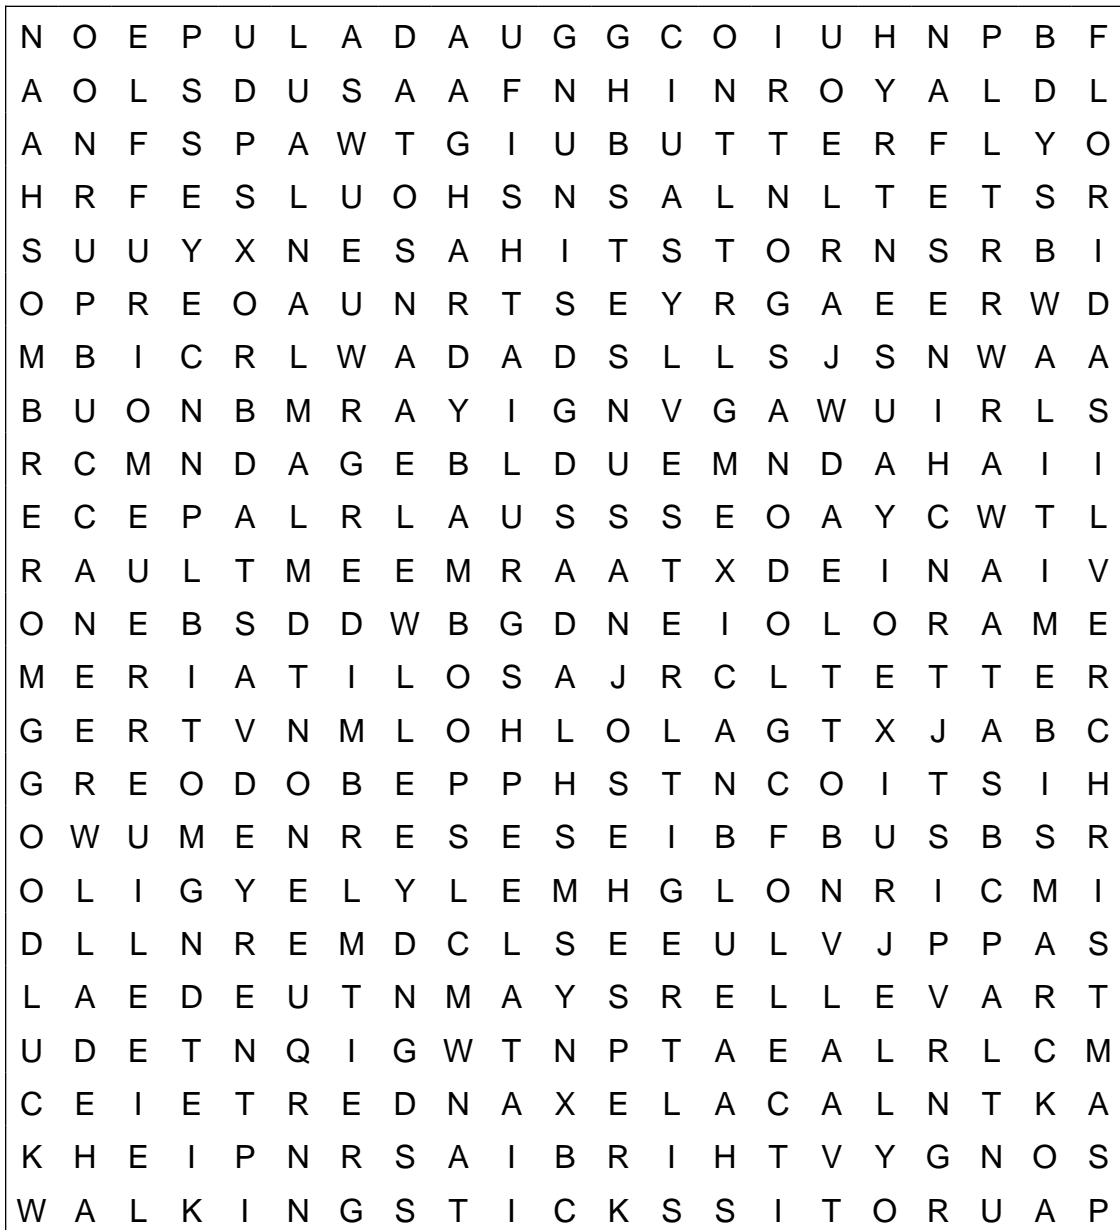 N O E P U L A D A U G G C O I U H N P B F
A O L S D U S A A F N H I N R O Y A L D L
A N F S P A W T G I U B U T T E R F L Y O
H R F E S L U O H S N S A L N L T E T S R
S U U Y X N E S A H I T S T O R N S R B I
O P R E O A U N R T S E Y R G A E E R W D
M B I C R L W A D A D S L L S J S N W A A
B U O N B M R A Y I G N V G A W U I R L S
R C M N D A G E B L D U E M N D A H A I I
E C E P A L R L A U S S S E O A Y C W T L
R A U L T M E E M R A A T X D E I N A I V
O N E B S D D W B G D N E I O L O R A M E
M E R I A T I L O S A J R C L T E T T E R
G E R T V N M L O H L O L A G T X J A B C
G R E O D O B E P P H S T N C O I T S I H
O W U M E N R E S E S E I B F B U S B S R
O L I G Y E L Y L E M H G L O N R I C M I
D L L N R E M D C L S E E U L V J P P A S
L A E D E U T N M A Y S R E L L E V A R T
U D E T N Q I G W T N P T A E A L R L C M
C E I E T R E D N A X E L A C A L N T K A
K H E I P N R S A I B R I H T V Y G N O S
W A L K I N G S T I C K S S I T O R U A P